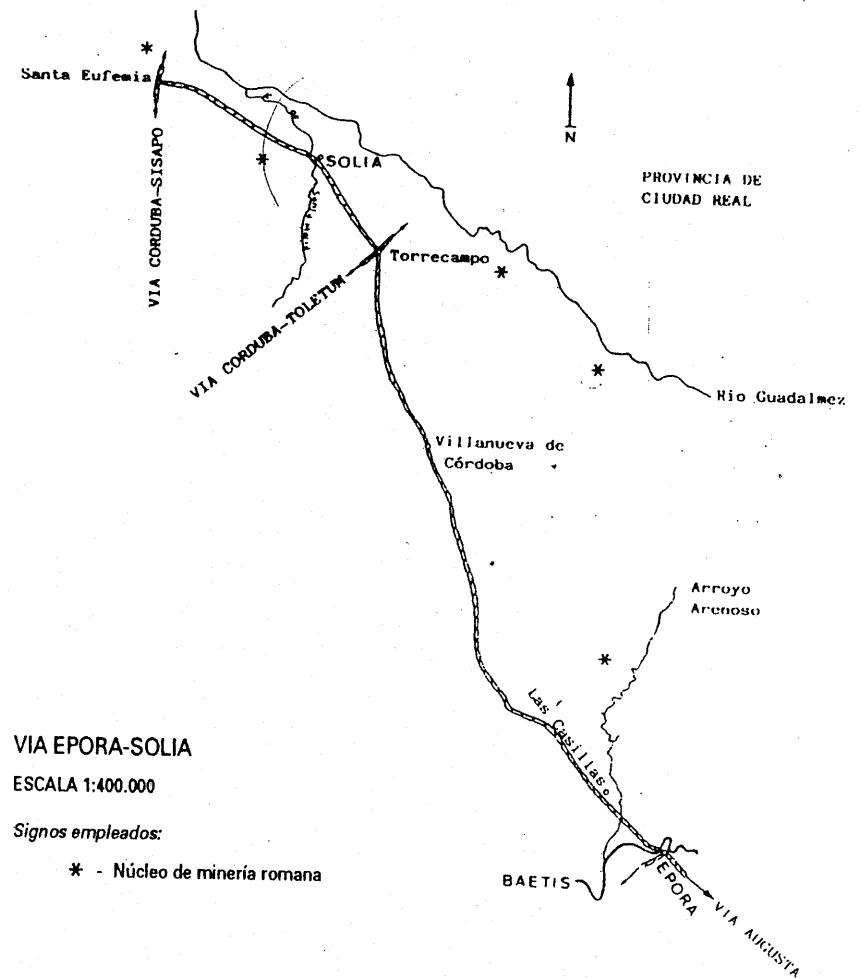 Santa Eufemia
VIA CORDUBA-SISAPO
SOLIA
N
PROVINCIA DE
CIUDAD REAL
Torrecampo
VIA CORDUBA-TOLETUM
Rio Guadalmez
Villanueva de
Córdoba
Arroyo
Arenoso
Las Casillas
VIA EPORA-SOLIA
ESCALA 1:400.000
Signos empleados:
* - Núcleo de minería romana
BAETIS
EPORA
VIA AUGUSTA